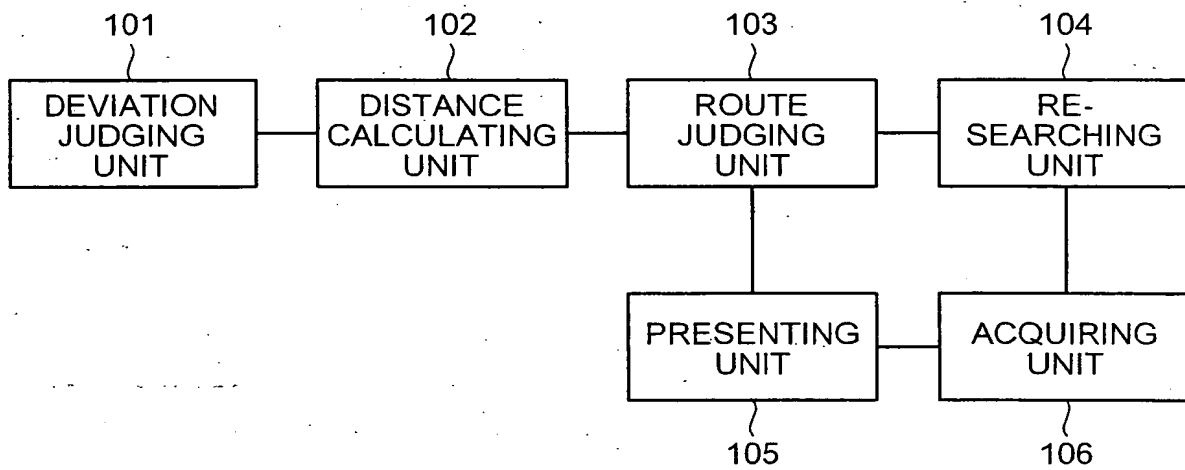 101
102
103
104
DEVIATION
JUDGING
UNIT
DISTANCE
CALCULATING
UNIT
ROUTE
JUDGING
UNIT
RE-
SEARCHING
UNIT
PRESENTING
UNIT
ACQUIRING
UNIT
105
106